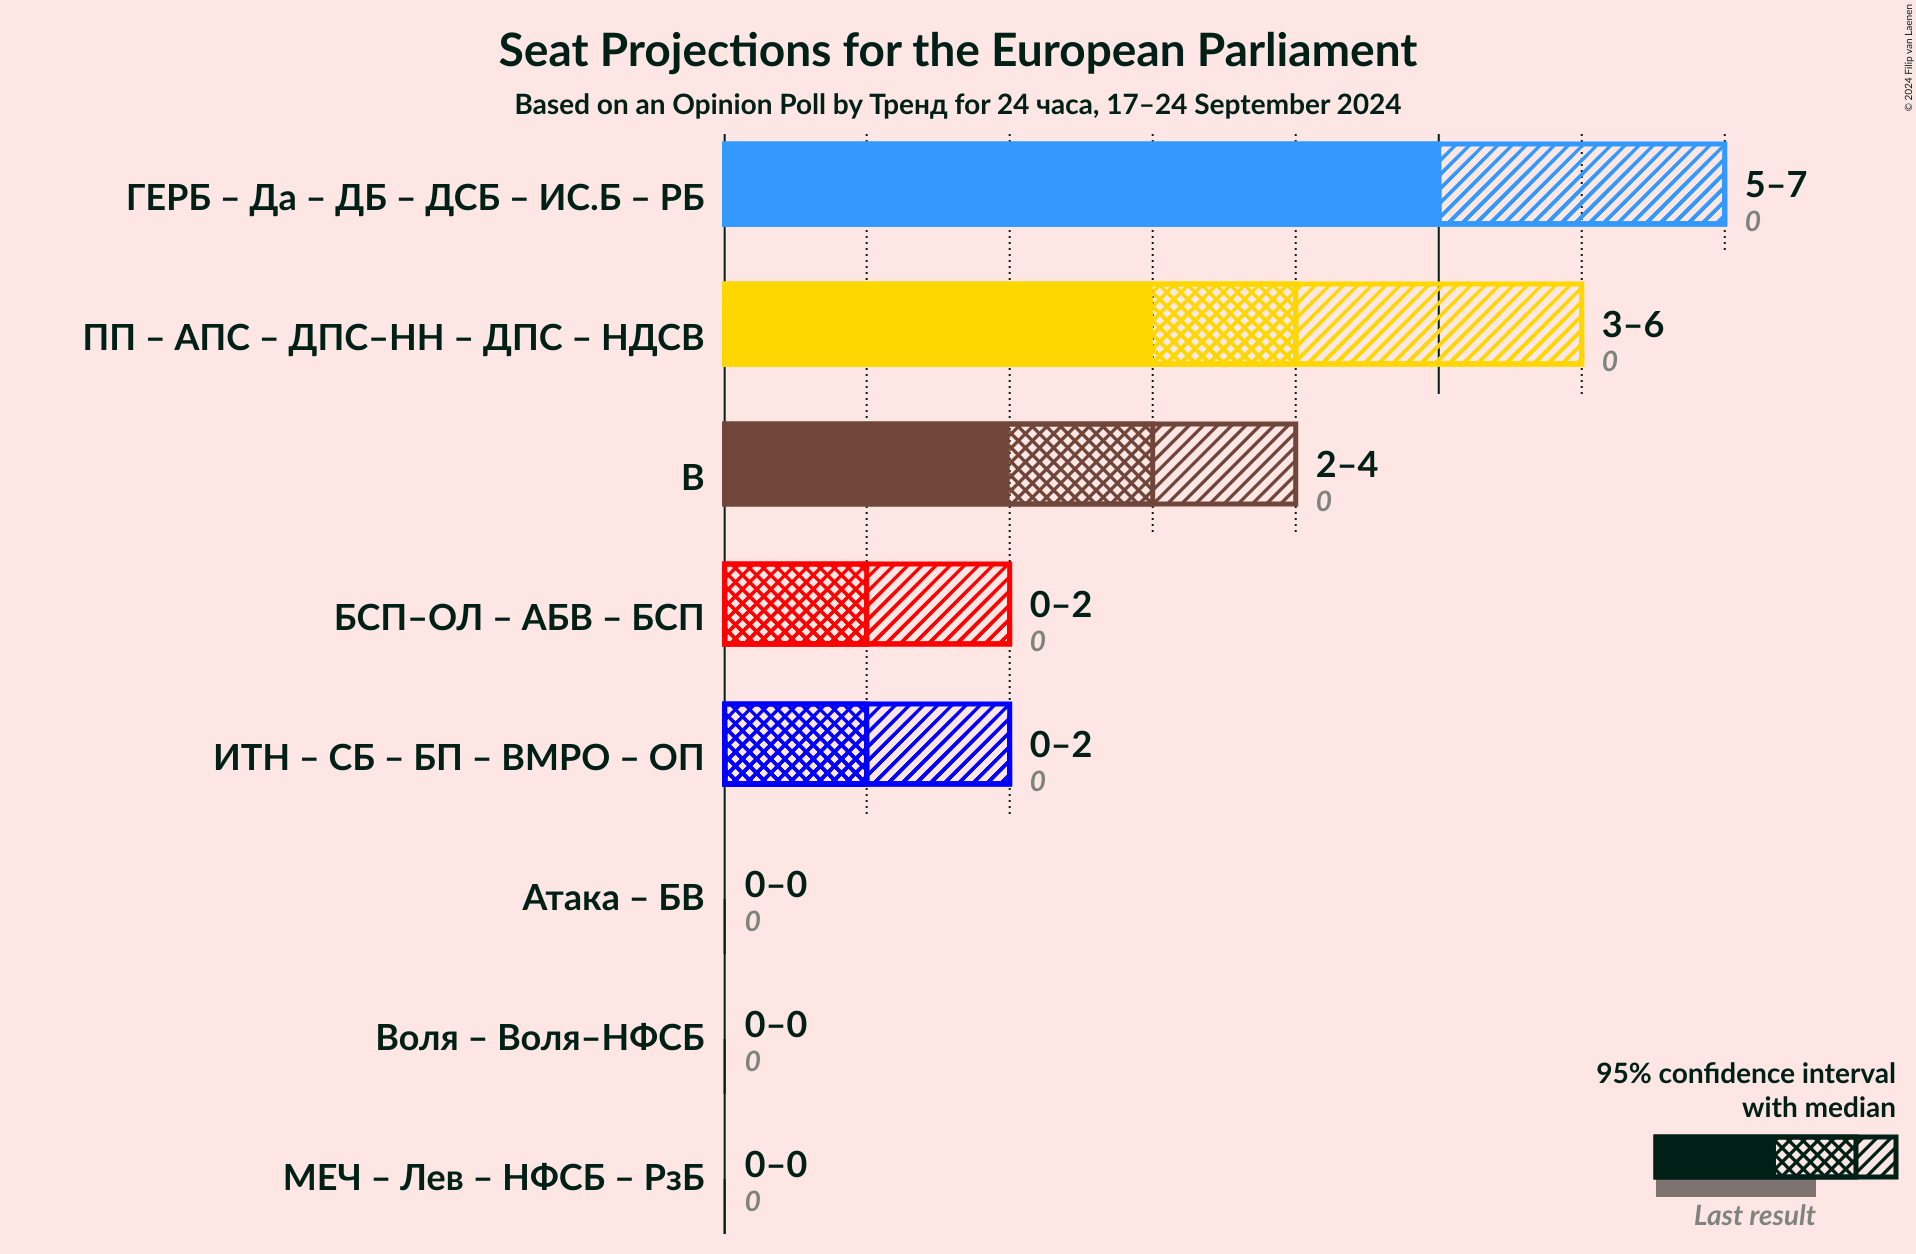 Seat Projections for the European Parliament
Based on an Opinion Poll by Тренд for 24 часа, 17–24 September 2024
© 2024 Filip van Laenen
ГЕРБ – Да – ДБ – ДСБ – ИС.Б – РБ
5–7
0
ПП – АПС – ДПС–НН – ДПС – НДСВ
3–6
0
В
2–4
0
БСП–ОЛ – АБВ – БСП
0–2
0
ИТН – СБ – БП – ВМРО – ОП
0–2
0
Атака – БВ
0–0
0
Воля – Воля–НФСБ
0–0
0
МЕЧ – Лев – НФСБ – РзБ
0–0
0
95% confidence interval
with median
Last result